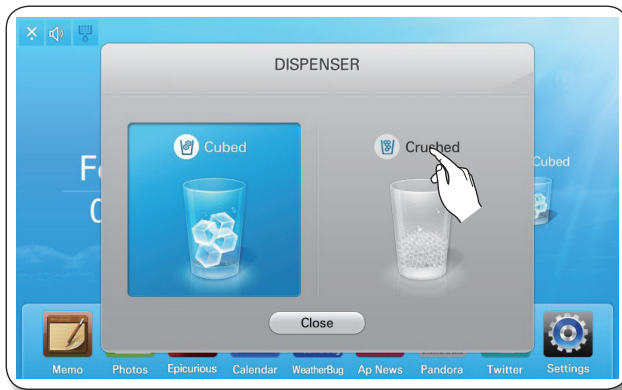 DISPENSER
Cubed
Crushed
Cubed
Close
Memo
Photos
Epicurious
Calendar
WeatherBug
Ap News
Pandora
Twitter
Settings